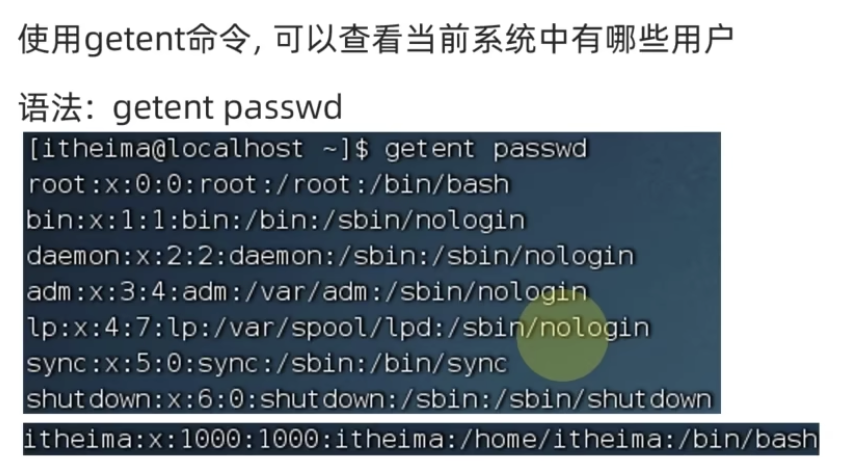 使用getent命令, 可以查看当前系统中有哪些用户
语法：getent passwd
[itheima@localhost ~]$ getent passwd
root:x:0:0:root:/root:/bin/bash
bin:x:1:1:bin:/bin:/sbin/nologin
daemon:x:2:2:daemon:/sbin:/sbin/nologin
adm:x:3:4:adm:/var/adm:/sbin/nologin
lp:x:4:7:lp:/var/spool/lpd:/sbin/nologin
sync:x:5:0:sync:/sbin:/bin/sync
shutdown:x:6:0:shutdown:/sbin:/sbin/shutdown
itheima:x:1000:1000:itheima:/home/itheima:/bin/bash